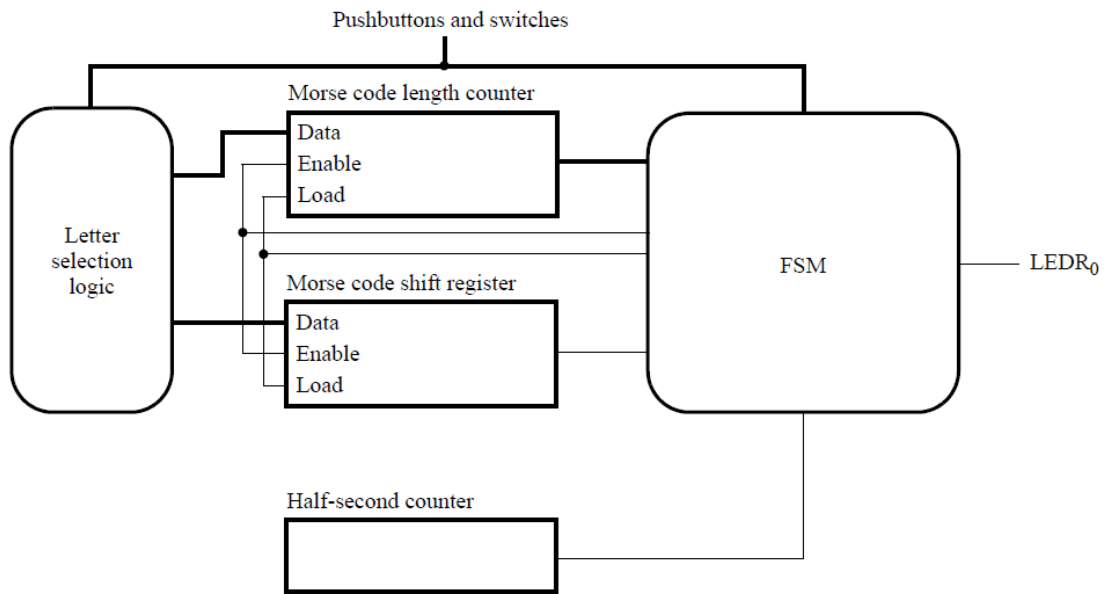 Pushbuttons and switches
Morse code length counter
Data
Enable
Load
Letter
selection
logic
FSM
LEDR0
Morse code shift register
Data
Enable
Load
Half-second counter